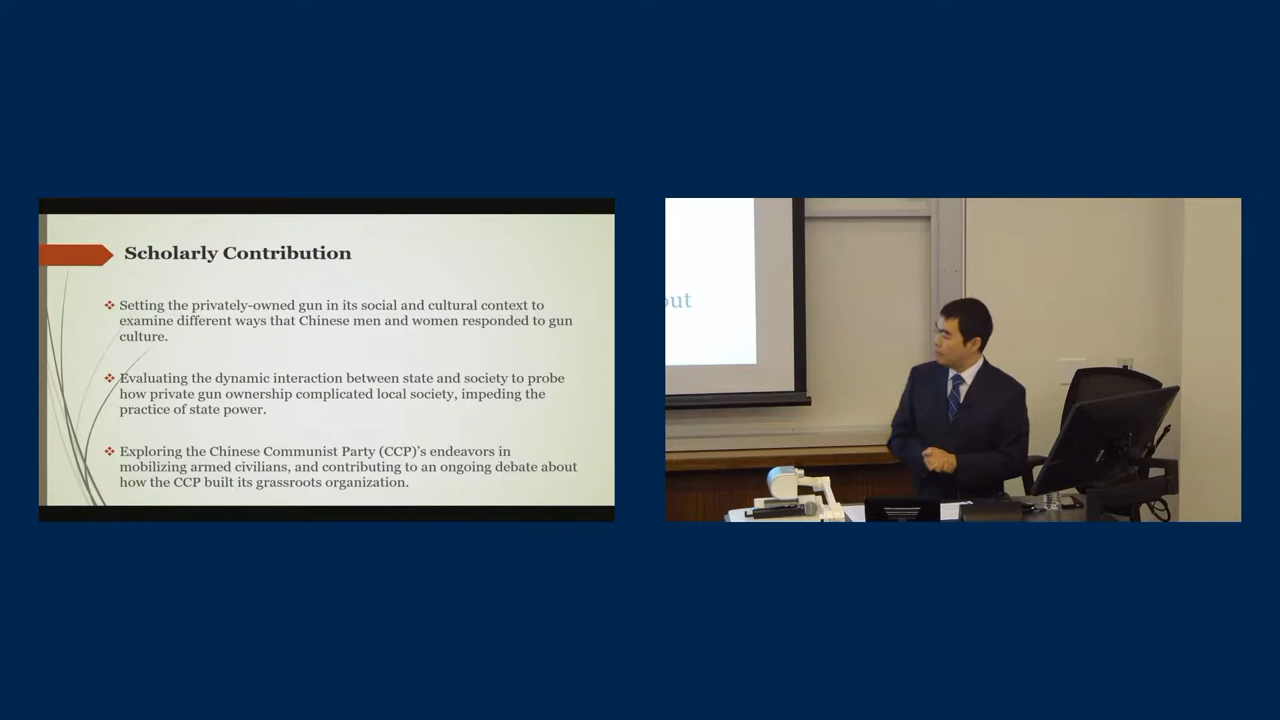 Scholarly Contribution
Setting the privately-owned gun in its social and cultural context to
examine different ways that Chinese men and women responded to gun
culture.
Evaluating the dynamic interaction between state and society to probe
how private gun ownership complicated local society, impeding the
practice of state power.
Exploring the Chinese Communist Party (CCP)'s endeavors in
mobilizing armed civilians, and contributing to an ongoing debate about
how the CCP built its grassroots organization.
out